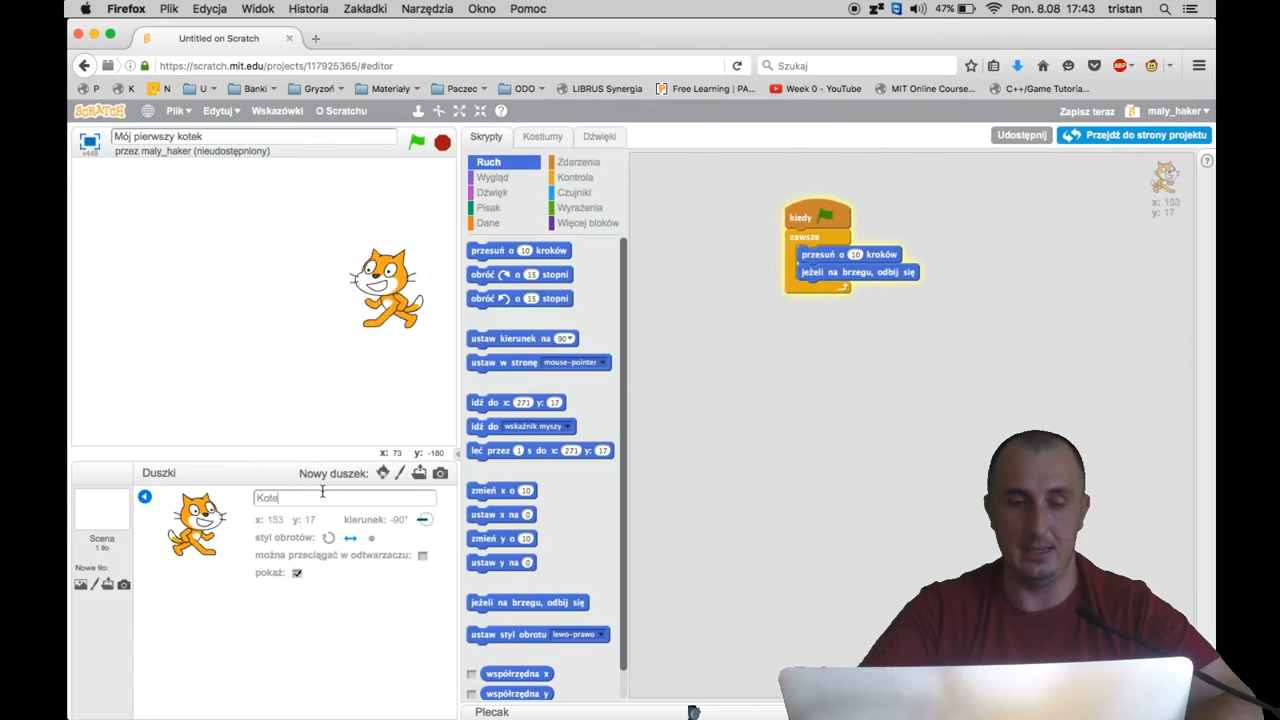 Firefox Plik Edycja Widok Historia Zakładki Narzędzia Okno Pomoc 47% Pon. 8.08 17:43 tristan
Untitled on Scratch
https://scratch.mit.edu/projects/117925365/#editor Szukaj
P K N U Banki Gryzoń Materiały Paczec ODO LIBRUS Synergia Free Learning | PA... Week 0 - YouTube MIT Online Course... C++/Game Tutoria...
SCRATCH Plik Edytuj Wskazówki O Scratchu Zapisz teraz maly_haker
v448
Mój pierwszy kotek
przez maly_haker (nieudostępniony)
Skrypty Kostiumy Dźwięki
Udostępnij Przejdź do strony projektu
Ruch
Wygląd
Dźwięk
Pisak
Dane
Zdarzenia
Kontrola
Czujniki
Wyrażenia
Więcej bloków
przesuń o 10 kroków
obróć o 15 stopni
obróć o 15 stopni
ustaw kierunek na 90
ustaw w stronę mouse-pointer
idź do x: 271 y: 17
idź do wskaźnik myszy
leć przez 1 s do x: 271 y: 17
zmień x o 10
ustaw x na 0
zmień y o 10
ustaw y na 0
jeżeli na brzegu, odbij się
ustaw styl obrotu lewo-prawo
współrzędna x
współrzędna y
kiedy
zawsze
przesuń o 10 kroków
jeżeli na brzegu, odbij się
x: 153
y: 17
x: 73 y: -180
Duszki Nowy duszek:
Scena
1 tło
Nowe tło:
Kote
x: 153 y: 17 kierunek: -90°
styl obrotów:
można przeciągać w odtwarzaczu:
pokaż:
Plecak